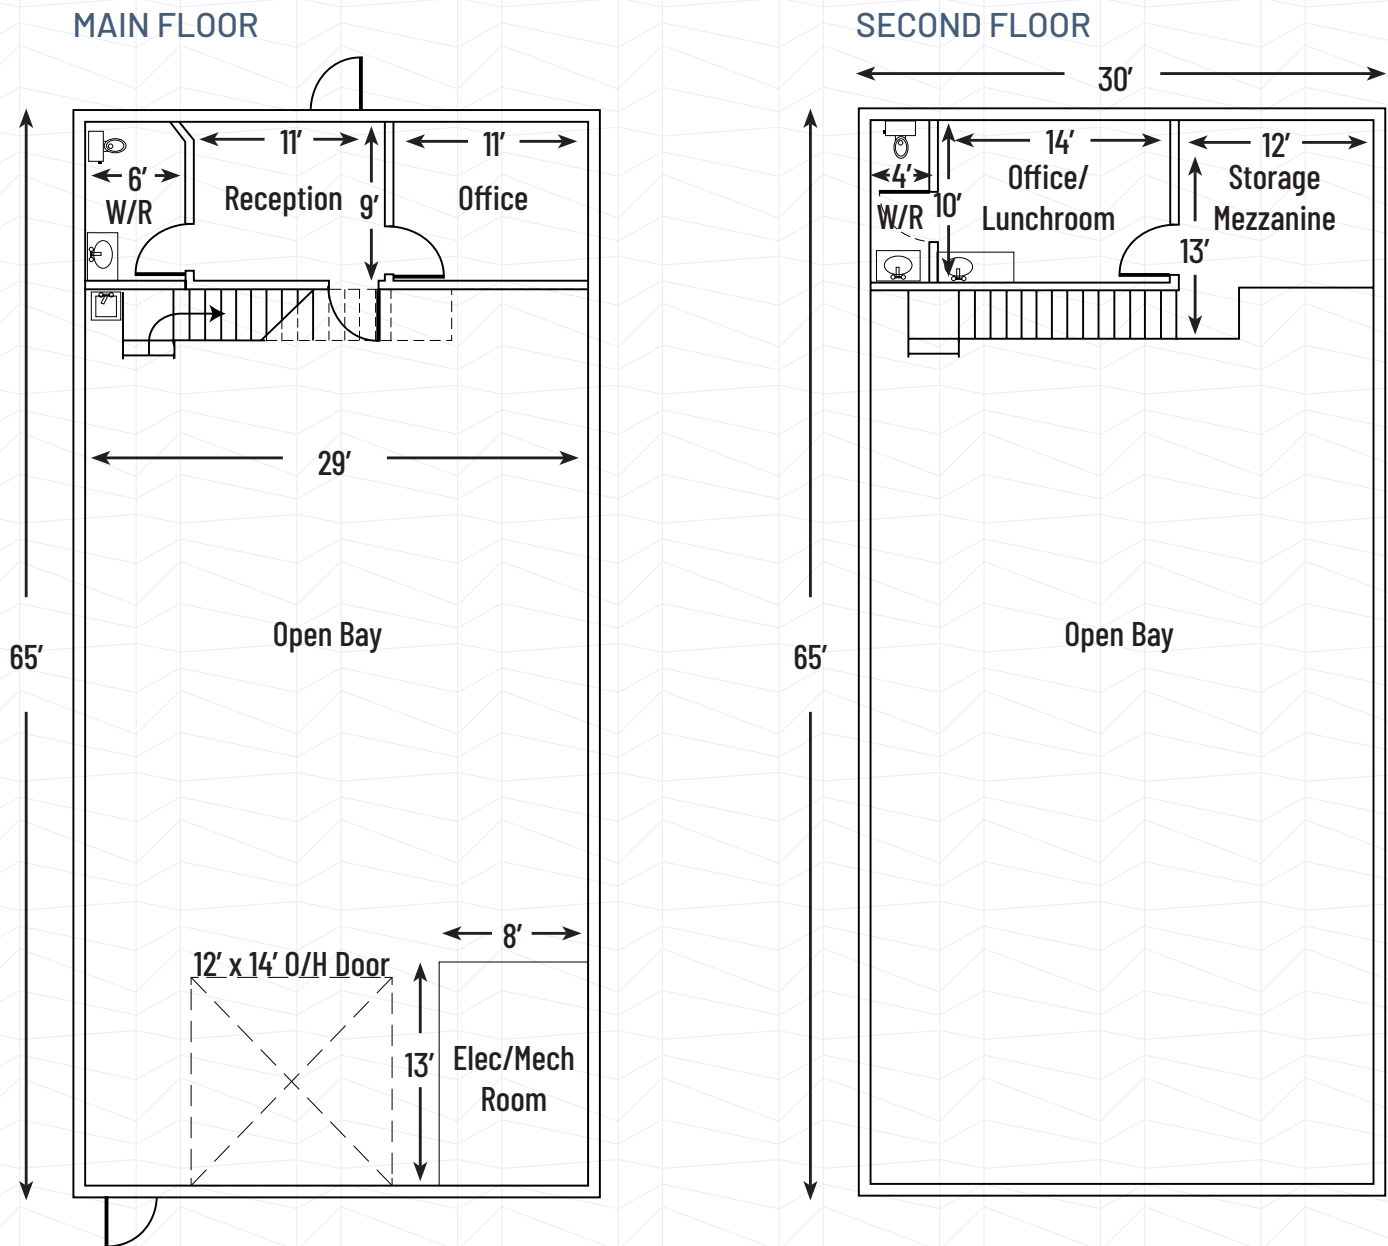 MAIN FLOOR
11′
11′
6′
W/R
Reception
9′
Office
29′
65′
Open Bay
8′
12′ x 14′ O/H Door
13′
Elec/Mech
Room
SECOND FLOOR
30′
14′
12′
4′
Office/
Lunchroom
Storage
Mezzanine
W/R
10′
13′
65′
Open Bay